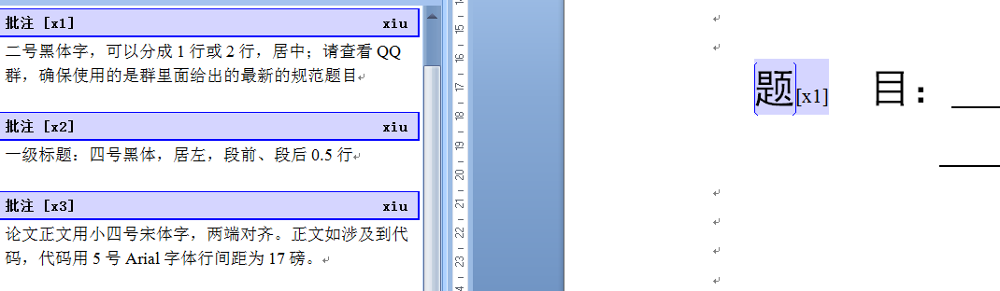 批注 [x1] xiu
二号黑体字，可以分成 1 行或 2 行，居中；请查看 QQ
群，确保使用的是群里面给出的最新的规范题目
批注 [x2] xiu
一级标题：四号黑体，居左，段前、段后 0.5 行
批注 [x3] xiu
论文正文用小四号宋体字，两端对齐。正文如涉及到代
码，代码用 5 号 Arial 字体行间距为 17 磅。
15
16
17
18
19
20
21
22
23
题[x1] 目：